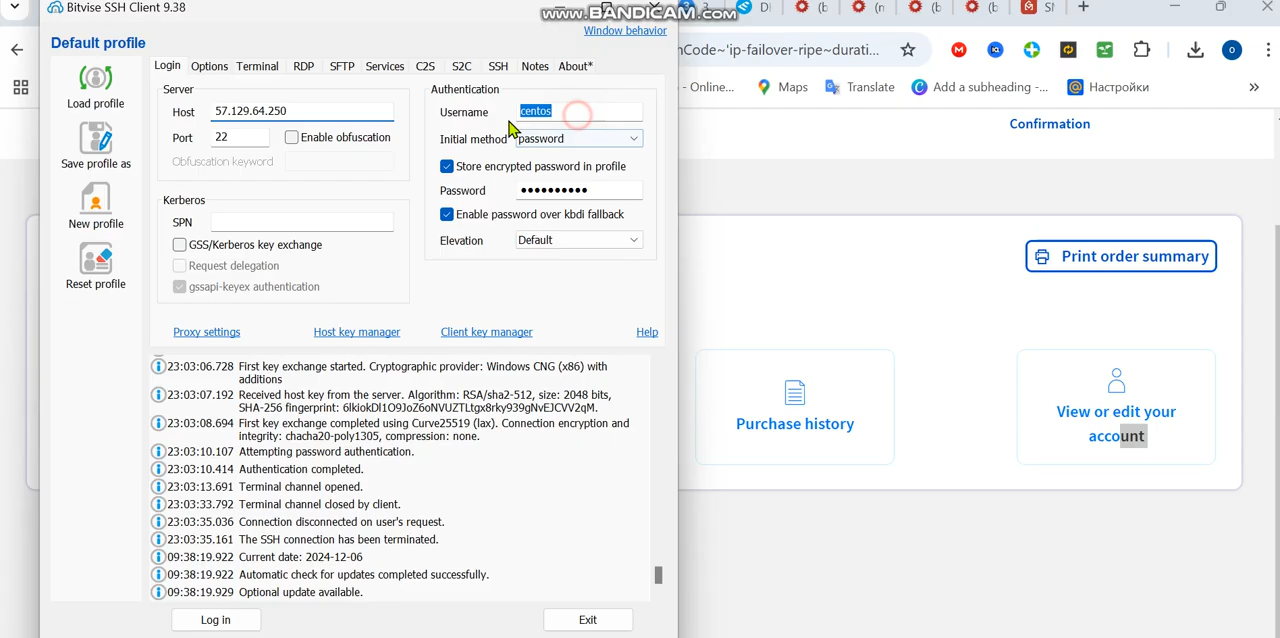 Bitvise SSH Client 9.38
www.BANDICAM.com
Default profile
Window behavior
Load profile
Save profile as
New profile
Reset profile
Login Options Terminal RDP SFTP Services C2S S2C SSH Notes About*
Server
Host 57.129.64.250
Port 22 Enable obfuscation
Obfuscation keyword
Kerberos
SPN
GSS/Kerberos key exchange
Request delegation
gssapi-keyex authentication
Authentication
Username centos
Initial method password
Store encrypted password in profile
Password ●●●●●●●●●●
Enable password over kbdi fallback
Elevation Default
Proxy settings Host key manager Client key manager Help
23:03:06.728 First key exchange started. Cryptographic provider: Windows CNG (x86) with
additions
23:03:07.192 Received host key from the server. Algorithm: RSA/sha2-512, size: 2048 bits,
23:03:08.694 First key exchange completed using Curve25519 (lax). Connection encryption and
integrity: chacha20-poly1305, compression: none.
23:03:10.107 Attempting password authentication.
23:03:10.414 Authentication completed.
23:03:13.691 Terminal channel opened.
23:03:33.792 Terminal channel closed by client.
23:03:35.036 Connection disconnected on user's request.
23:03:35.161 The SSH connection has been terminated.
09:38:19.922 Current date: 2024-12-06
09:38:19.922 Automatic check for updates completed successfully.
09:38:19.929 Optional update available.
Log in Exit
nCode~'ip-failover-ripe~durati...
- Online... Maps Translate Add a subheading -... Настройки
Confirmation
Print order summary
Purchase history
View or edit your
account